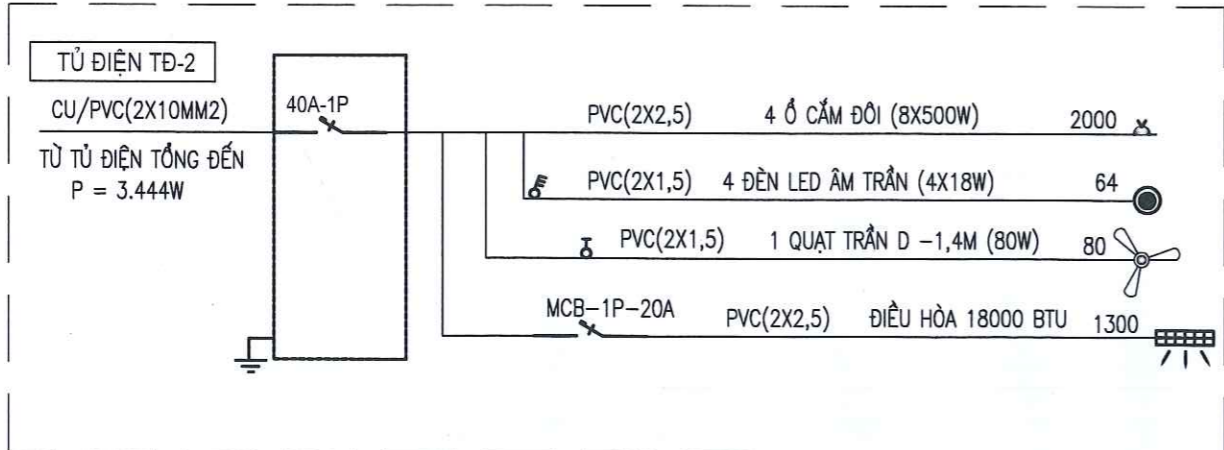 TỦ ĐIỆN TĐ-2
CU/PVC(2X10MM2)
TỪ TỦ ĐIỆN TỔNG ĐẾN
P = 3.444W
40A-1P
PVC(2X2,5) 4 Ổ CẮM ĐÔI (8X500W) 2000
PVC(2X1,5) 4 ĐÈN LED ÂM TRẦN (4X18W) 64
PVC(2X1,5) 1 QUẠT TRẦN D -1,4M (80W) 80
MCB-1P-20A PVC(2X2,5) ĐIỀU HÒA 18000 BTU 1300